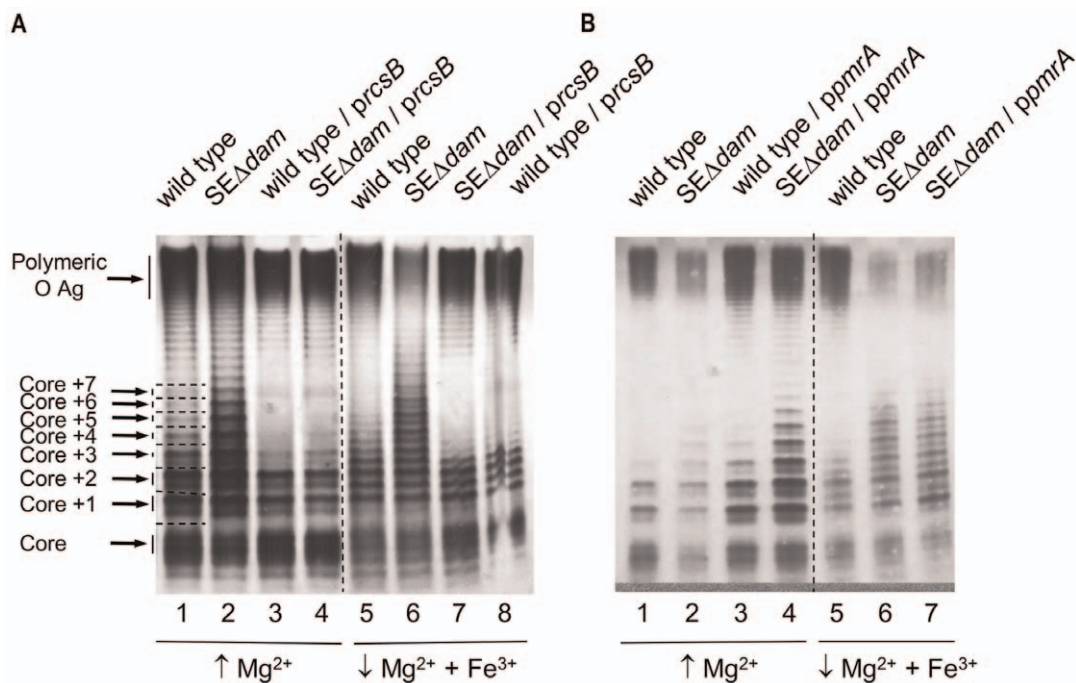 A
B
wild type
SEΔdam
wild type / prcsB
SEΔdam / prcsB
wild type
SEΔdam
SEΔdam / prcsB
wild type / prcsB
wild type
SEΔdam
wild type / ppmrA
SEΔdam / ppmrA
wild type
SEΔdam
SEΔdam / ppmrA
Polymeric
O Ag
Core +7
Core +6
Core +5
Core +4
Core +3
Core +2
Core +1
Core
1 2 3 4 5 6 7 8
↑ Mg²⁺ ↓ Mg²⁺ + Fe³⁺
1 2 3 4 5 6 7
↑ Mg²⁺ ↓ Mg²⁺ + Fe³⁺